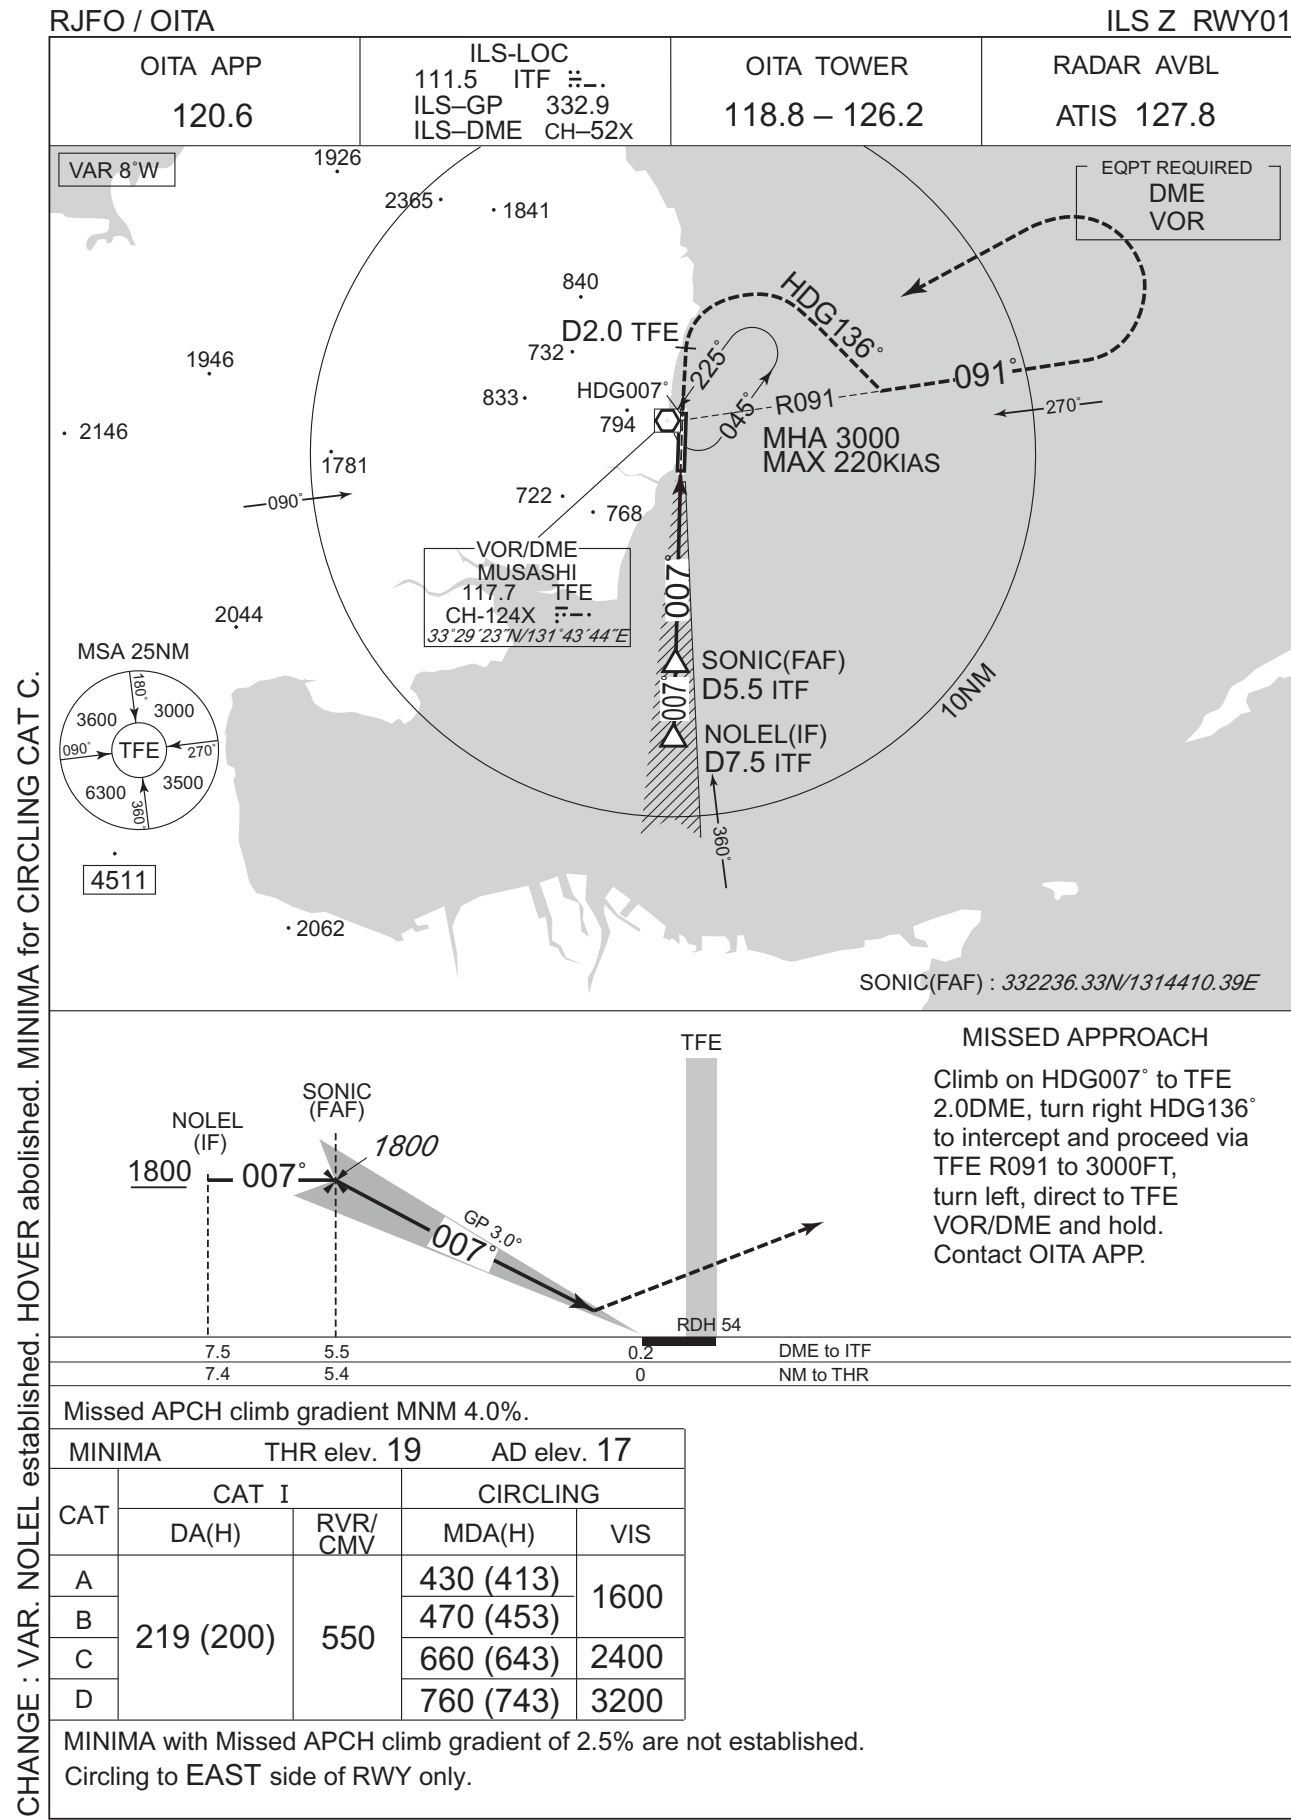 RJFO / OITA
ILS Z RWY01
OITA APP
120.6
ILS-LOC
111.5 ITF
ILS–GP 332.9
ILS–DME CH–52X
OITA TOWER
118.8 – 126.2
RADAR AVBL
ATIS 127.8
VAR 8°W
EQPT REQUIRED
DME
VOR
1926
2365
1841
840
D2.0 TFE
732
1946
833
HDG007°
794
2146
1781
722
768
HDG136°
091°
270°
225°
045°
R091
MHA 3000
MAX 220KIAS
090°
VOR/DME
MUSASHI
117.7 TFE
CH-124X
33°29´23˝N/131°43´44˝E
007°
2044
SONIC(FAF)
D5.5 ITF
007°
NOLEL(IF)
D7.5 ITF
10NM
360°
MSA 25NM
180°
3600
3000
090°
TFE
270°
6300
3500
360°
4511
2062
SONIC(FAF) : 332236.33N/1314410.39E
TFE
SONIC
(FAF)
NOLEL
(IF)
1800
1800
007°
GP 3.0°
007°
RDH 54
7.5 5.5 0.2 DME to ITF
7.4 5.4 0 NM to THR
MISSED APPROACH
Climb on HDG007° to TFE
2.0DME, turn right HDG136°
to intercept and proceed via
TFE R091 to 3000FT,
turn left, direct to TFE
VOR/DME and hold.
Contact OITA APP.
Missed APCH climb gradient MNM 4.0%.
MINIMA THR elev. 19 AD elev. 17
CAT
CAT I
CIRCLING
DA(H)
RVR/
CMV
MDA(H)
VIS
A
B
C
D
219 (200)
550
430 (413)
470 (453)
660 (643)
760 (743)
1600
2400
3200
MINIMA with Missed APCH climb gradient of 2.5% are not established.
Circling to EAST side of RWY only.
CHANGE : VAR. NOLEL established. HOVER abolished. MINIMA for CIRCLING CAT C.